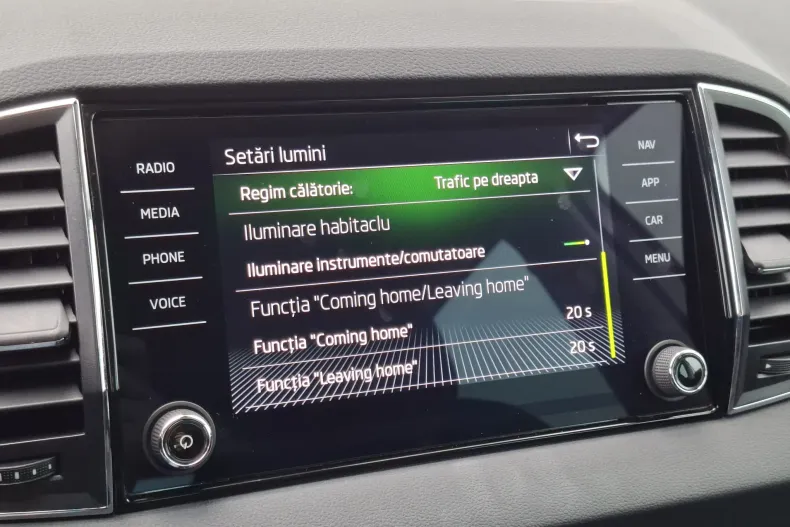 RADIO
MEDIA
PHONE
VOICE
Setări lumini
Regim călătorie: Trafic pe dreapta
Iluminare habitaclu
Iluminare instrumente/comutatoare
Funcția "Coming home/Leaving home"
Funcția "Coming home" 20 s
Funcția "Leaving home" 20 s
NAV
APP
CAR
MENU